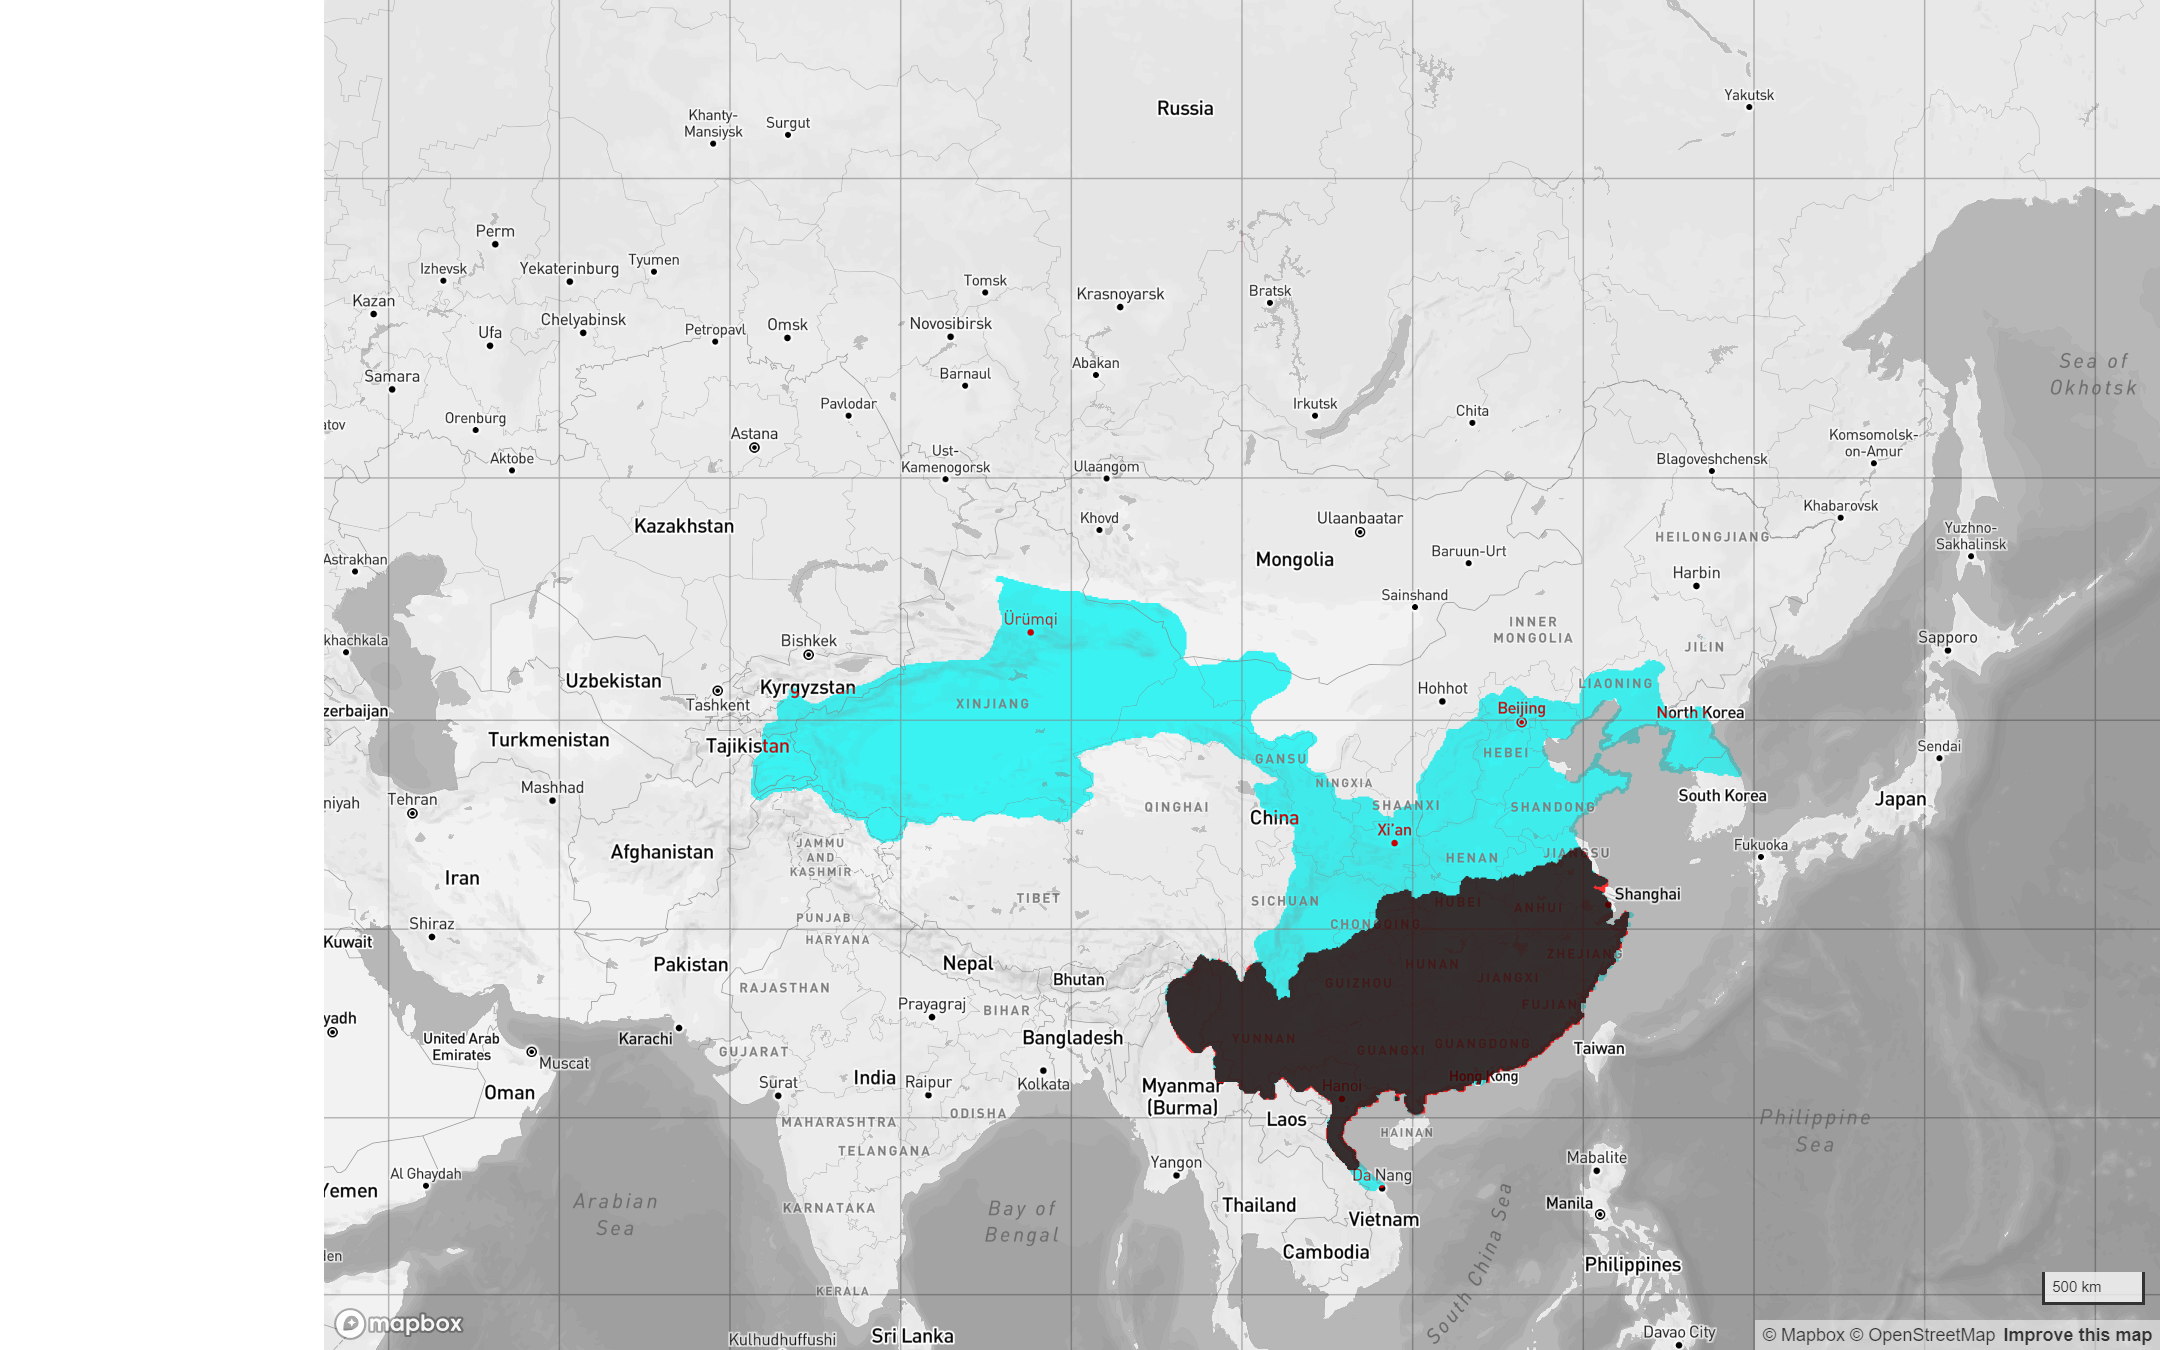 Russia
Yakutsk
Khanty-
Mansiysk
Surgut
Perm
Izhevsk
Yekaterinburg
Tyumen
Kazan
Ufa
Chelyabinsk
Petropavl
Omsk
Tomsk
Novosibirsk
Krasnoyarsk
Bratsk
Samara
Barnaul
Abakan
Sea of
Okhotsk
Orenburg
atov
Pavlodar
Irkutsk
Chita
Astana
Aktobe
Ust-
Kamenogorsk
Ulaangom
Blagoveshchensk
Komsomolsk-
on-Amur
Kazakhstan
Khovd
Ulaanbaatar
Khabarovsk
HEILONGJIANG
Yuzhno-
Sakhalinsk
Astrakhan
Mongolia
Baruun-Urt
Harbin
Sainshand
khachkala
Bishkek
Ürümqi
INNER
MONGOLIA
JILIN
Sapporo
Uzbekistan
Kyrgyzstan
Tashkent
XINJIANG
Hohhot
LIAONING
zerbaijan
Beijing
North Korea
Turkmenistan
Tajikistan
GANSU
HEBEI
Sendai
Mashhad
NINGXIA
niyah
Tehran
QINGHAI
SHAANXI
SHANDONG
South Korea
Japan
China
Xi'an
Afghanistan
JAMMU
AND
KASHMIR
HENAN
JIANGSU
Fukuoka
Iran
TIBET
SICHUAN
HUBEI
ANHUI
Shanghai
Shiraz
PUNJAB
CHONGQING
Kuwait
HARYANA
Pakistan
Nepal
HUNAN
ZHEJIANG
Bhutan
GUIZHOU
JIANGXI
RAJASTHAN
Prayagraj
BIHAR
FUJIAN
yadh
Karachi
United Arab
Emirates
Bangladesh
YUNNAN
GUANGXI
GUANGDONG
Taiwan
Muscat
GUJARAT
Oman
Surat
India
Raipur
Kolkata
Myanmar
(Burma)
Hanoi
Hong Kong
MAHARASHTRA
ODISHA
Laos
HAINAN
Philippine
Sea
TELANGANA
Al Ghaydah
Yangon
Da Nang
Mabalite
Yemen
Arabian
Sea
KARNATAKA
Bay of
Bengal
Thailand
Vietnam
Manila
South China Sea
den
Cambodia
Philippines
KERALA
500 km
mapbox
Kulhudhuffushi
Sri Lanka
Davao City
© Mapbox © OpenStreetMap Improve this map